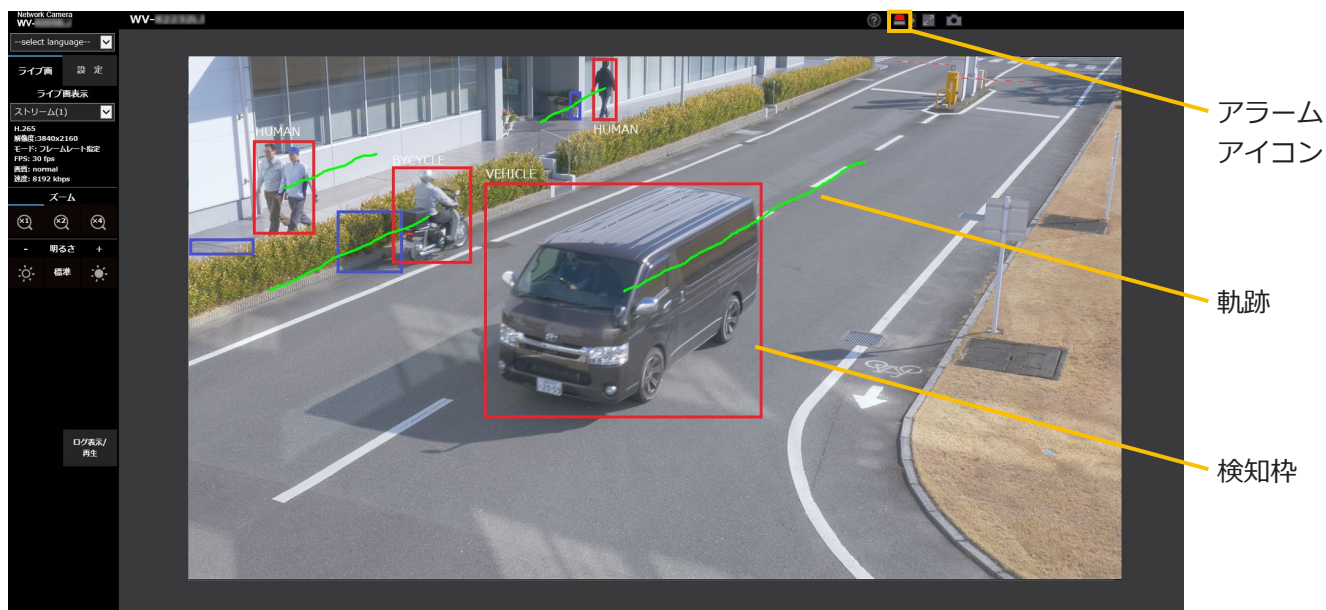 Network Camera
WV-
WV-
--select language--
ライブ画
設 定
ライブ画表示
ストリーム(1)
H.265
解像度:3840x2160
モード: フレームレート指定
FPS: 30 fps
画質: normal
速度: 8192 kbps
ズーム
x1
x2
x4
- 明るさ +
標準
ログ表示/
再生
HUMAN
HUMAN
BYCYCLE
VEHICLE
アラーム
アイコン
軌跡
検知枠